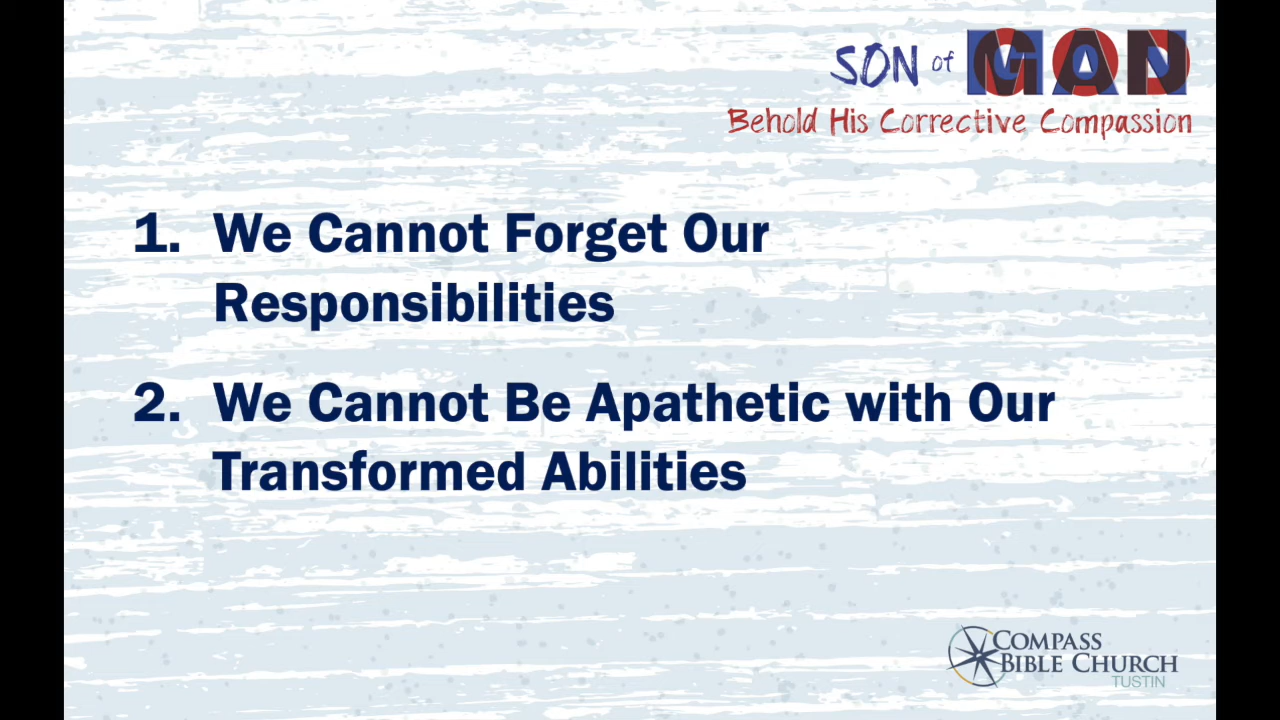 SON of MAN
Behold His Corrective Compassion
1. We Cannot Forget Our
Responsibilities
2. We Cannot Be Apathetic with Our
Transformed Abilities
COMPASS
BIBLE CHURCH
TUSTIN